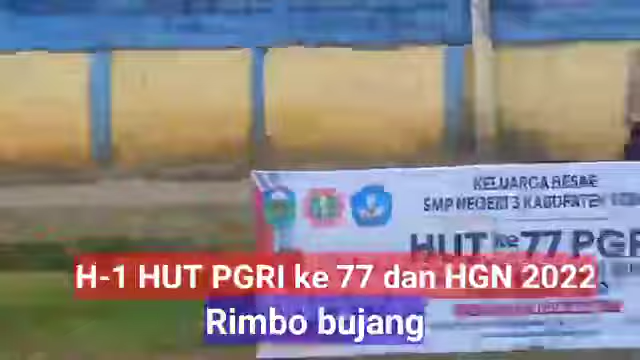 KELUARGA BESAR
SMP NEGERI 3 KABUPATEN
HUT ke 77 PGRI
H-1 HUT PGRI ke 77 dan HGN 2022
Rimbo bujang